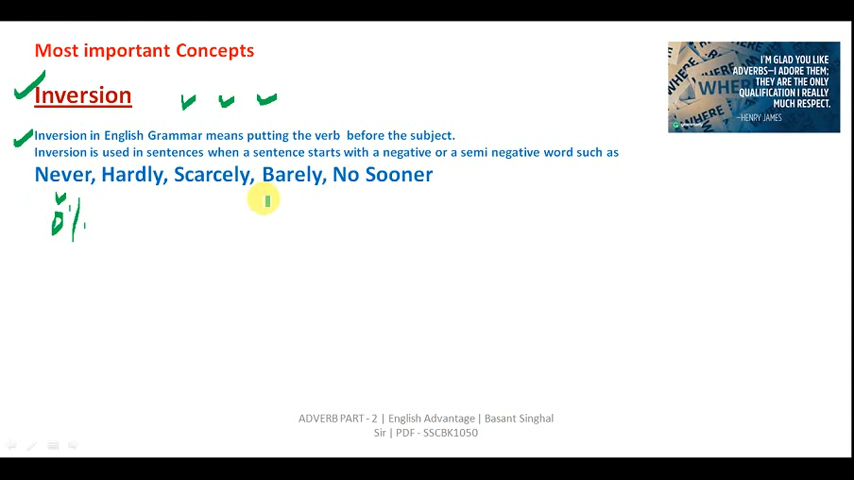 Most important Concepts
Inversion
Inversion in English Grammar means putting the verb before the subject.
Inversion is used in sentences when a sentence starts with a negative or a semi negative word such as
Never, Hardly, Scarcely, Barely, No Sooner
0%
I'M GLAD YOU LIKE
ADVERBS—I ADORE THEM;
THEY ARE THE ONLY
QUALIFICATION I REALLY
MUCH RESPECT.
—HENRY JAMES
WHERE
ADVERB PART - 2 | English Advantage | Basant Singhal
Sir | PDF - SSCBK1050